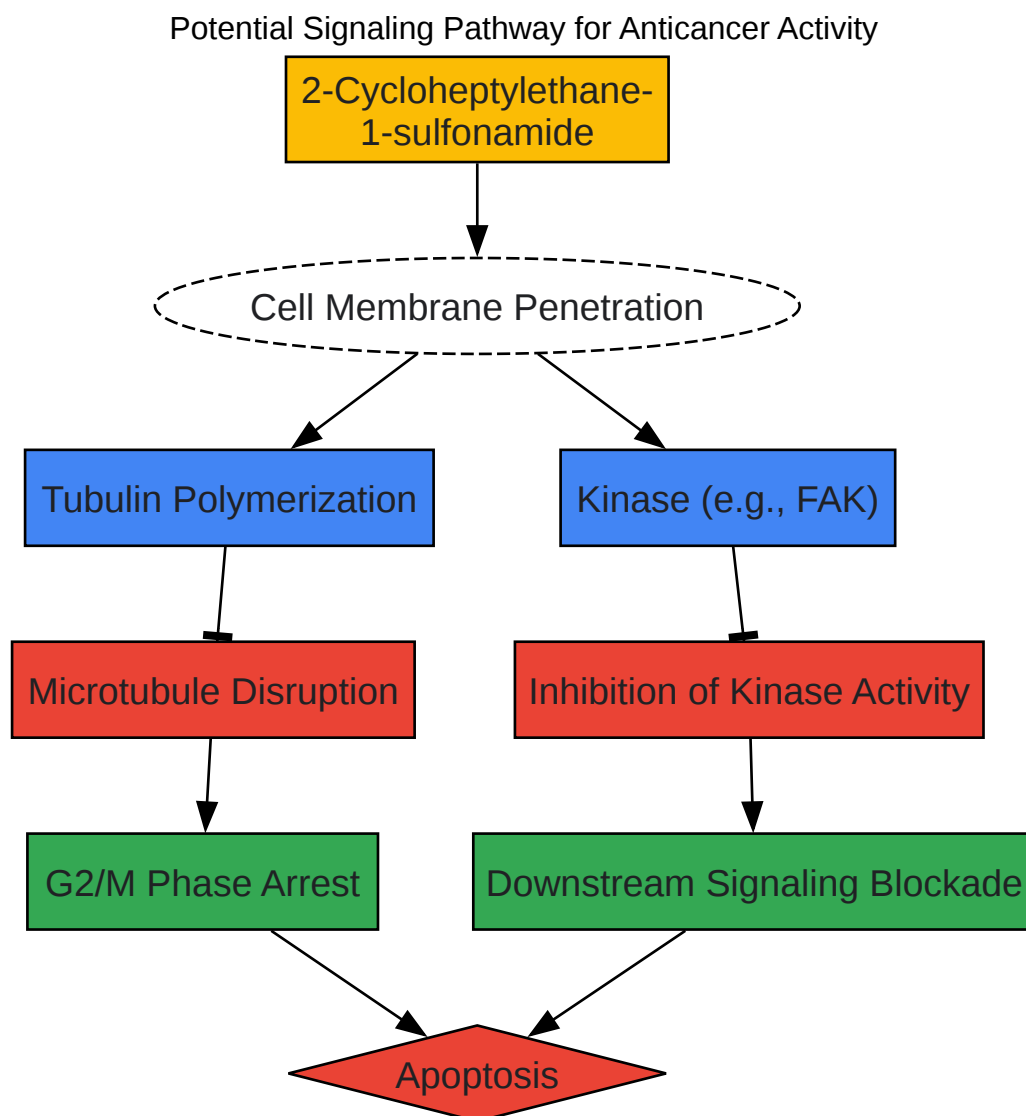 Potential Signaling Pathway for Anticancer Activity
2-Cycloheptylethane-
1-sulfonamide
Cell Membrane Penetration
Tubulin Polymerization
Kinase (e.g., FAK)
Microtubule Disruption
Inhibition of Kinase Activity
G2/M Phase Arrest
Downstream Signaling Blockade
Apoptosis